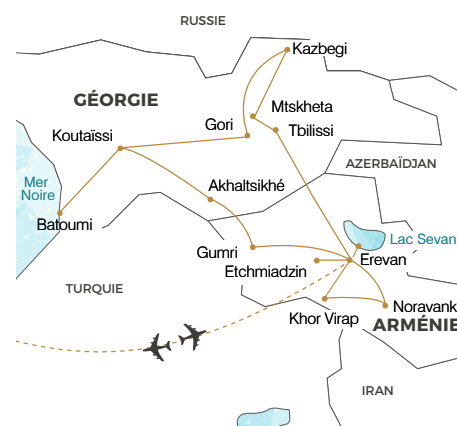 RUSSIE
Kazbegi
GÉORGIE
Mtskheta
Gori
Tbilissi
Koutaïssi
AZERBAÏDJAN
Mer
Noire
Akhaltsikhé
Batoumi
Lac Sevan
Gumri
Erevan
Etchmiadzin
TURQUIE
Noravank
Khor Virap
ARMÉNIE
IRAN